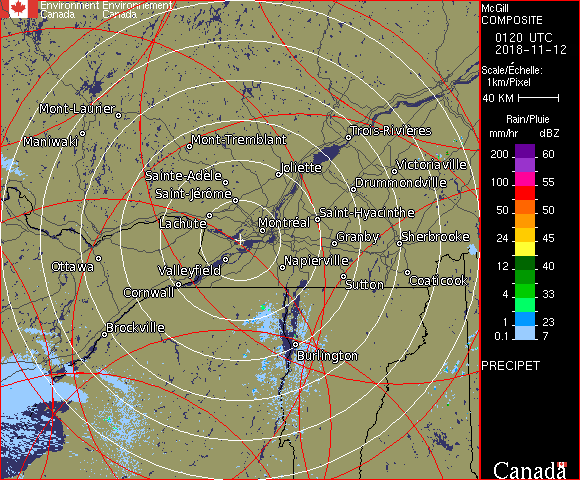 Environment Environnement
Canada Canada
McGill
COMPOSITE
0120 UTC
2018-11-12
Scale/Échelle:
1km/Pixel
40 KM
Rain/Pluie
mm/hr dBZ
200 60
100 55
50 50
24 45
12 40
4 33
1 23
0.1 7
PRECIPET
Canada
Mont-Laurier
Maniwaki
Mont-Tremblant
Trois-Rivières
Sainte-Adèle
Joliette
Victoriaville
Saint-Jérôme
Drummondville
Lachute
Montréal
Saint-Hyacinthe
Granby
Sherbrooke
Ottawa
Valleyfield
Napierville
Cornwall
Sutton
Coaticook
Brockville
Burlington